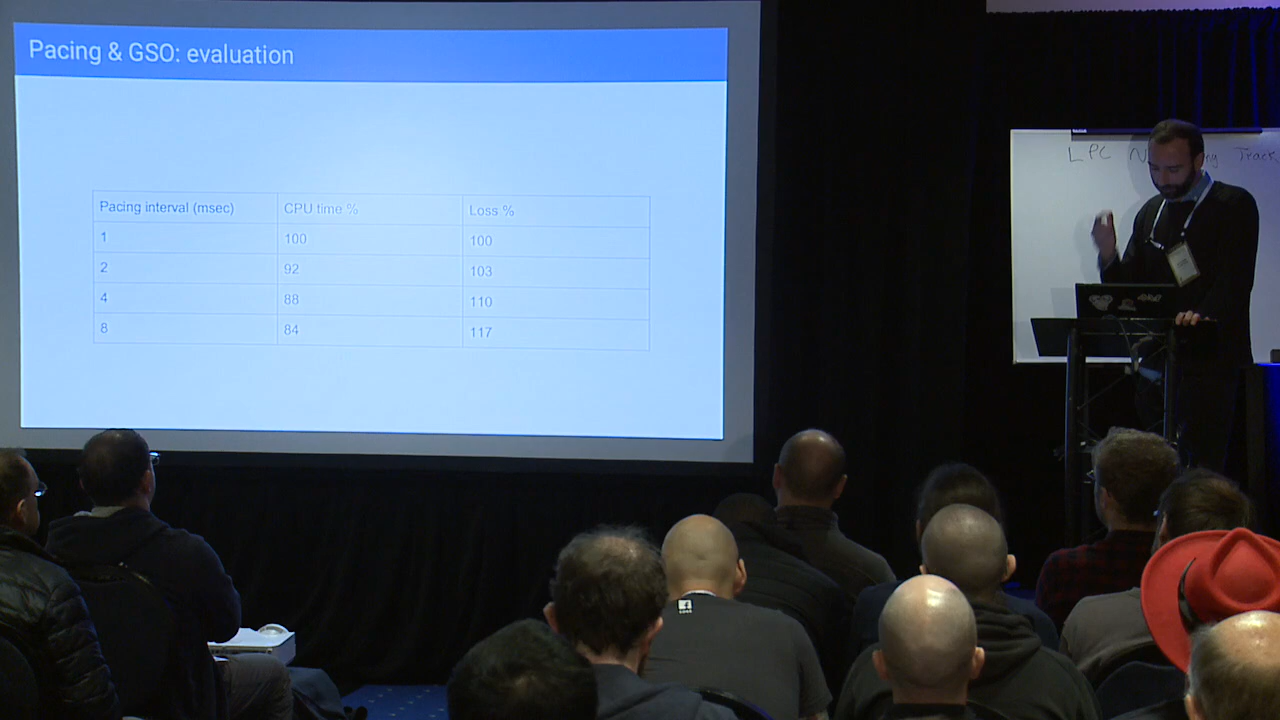 Pacing & GSO: evaluation
Pacing interval (msec) CPU time % Loss %
1 100 100
2 92 103
4 88 110
8 84 117
LPC Track